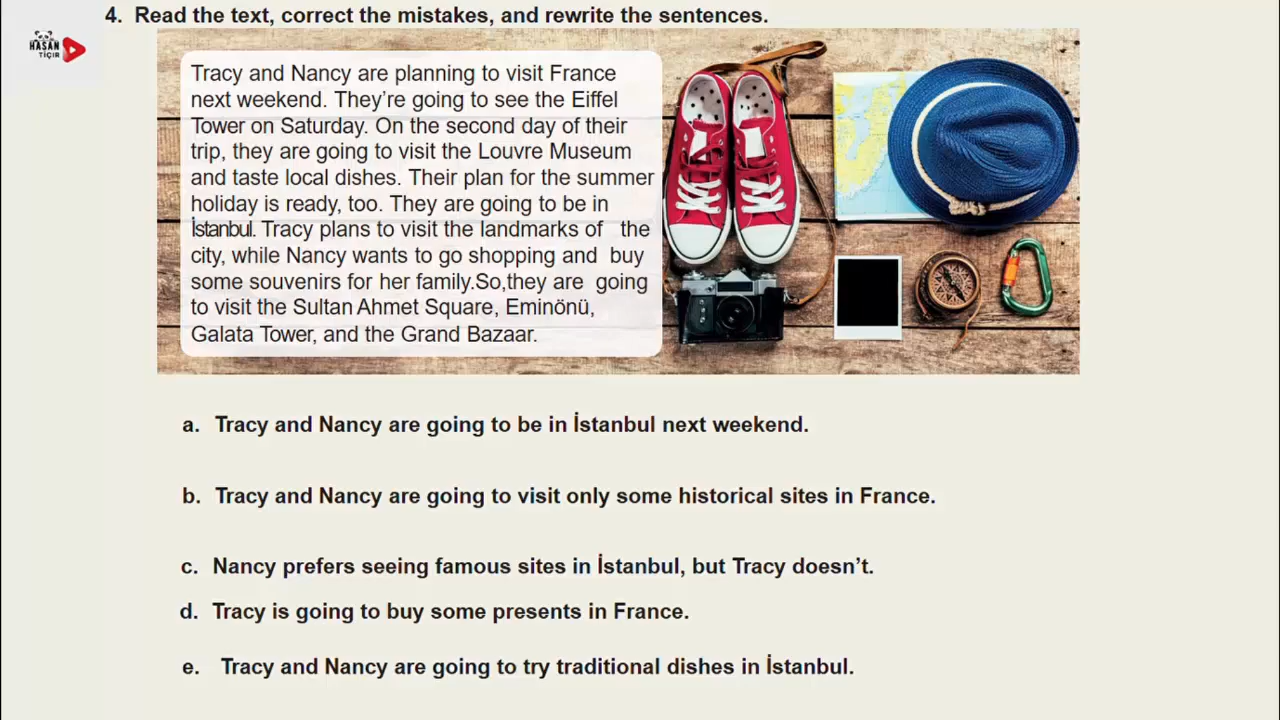 4. Read the text, correct the mistakes, and rewrite the sentences.
HASAN
TİÇIR
Tracy and Nancy are planning to visit France
next weekend. They're going to see the Eiffel
Tower on Saturday. On the second day of their
trip, they are going to visit the Louvre Museum
and taste local dishes. Their plan for the summer
holiday is ready, too. They are going to be in
İstanbul. Tracy plans to visit the landmarks of the
city, while Nancy wants to go shopping and buy
some souvenirs for her family.So,they are going
to visit the Sultan Ahmet Square, Eminönü,
Galata Tower, and the Grand Bazaar.
a. Tracy and Nancy are going to be in İstanbul next weekend.
b. Tracy and Nancy are going to visit only some historical sites in France.
c. Nancy prefers seeing famous sites in İstanbul, but Tracy doesn't.
d. Tracy is going to buy some presents in France.
e. Tracy and Nancy are going to try traditional dishes in İstanbul.